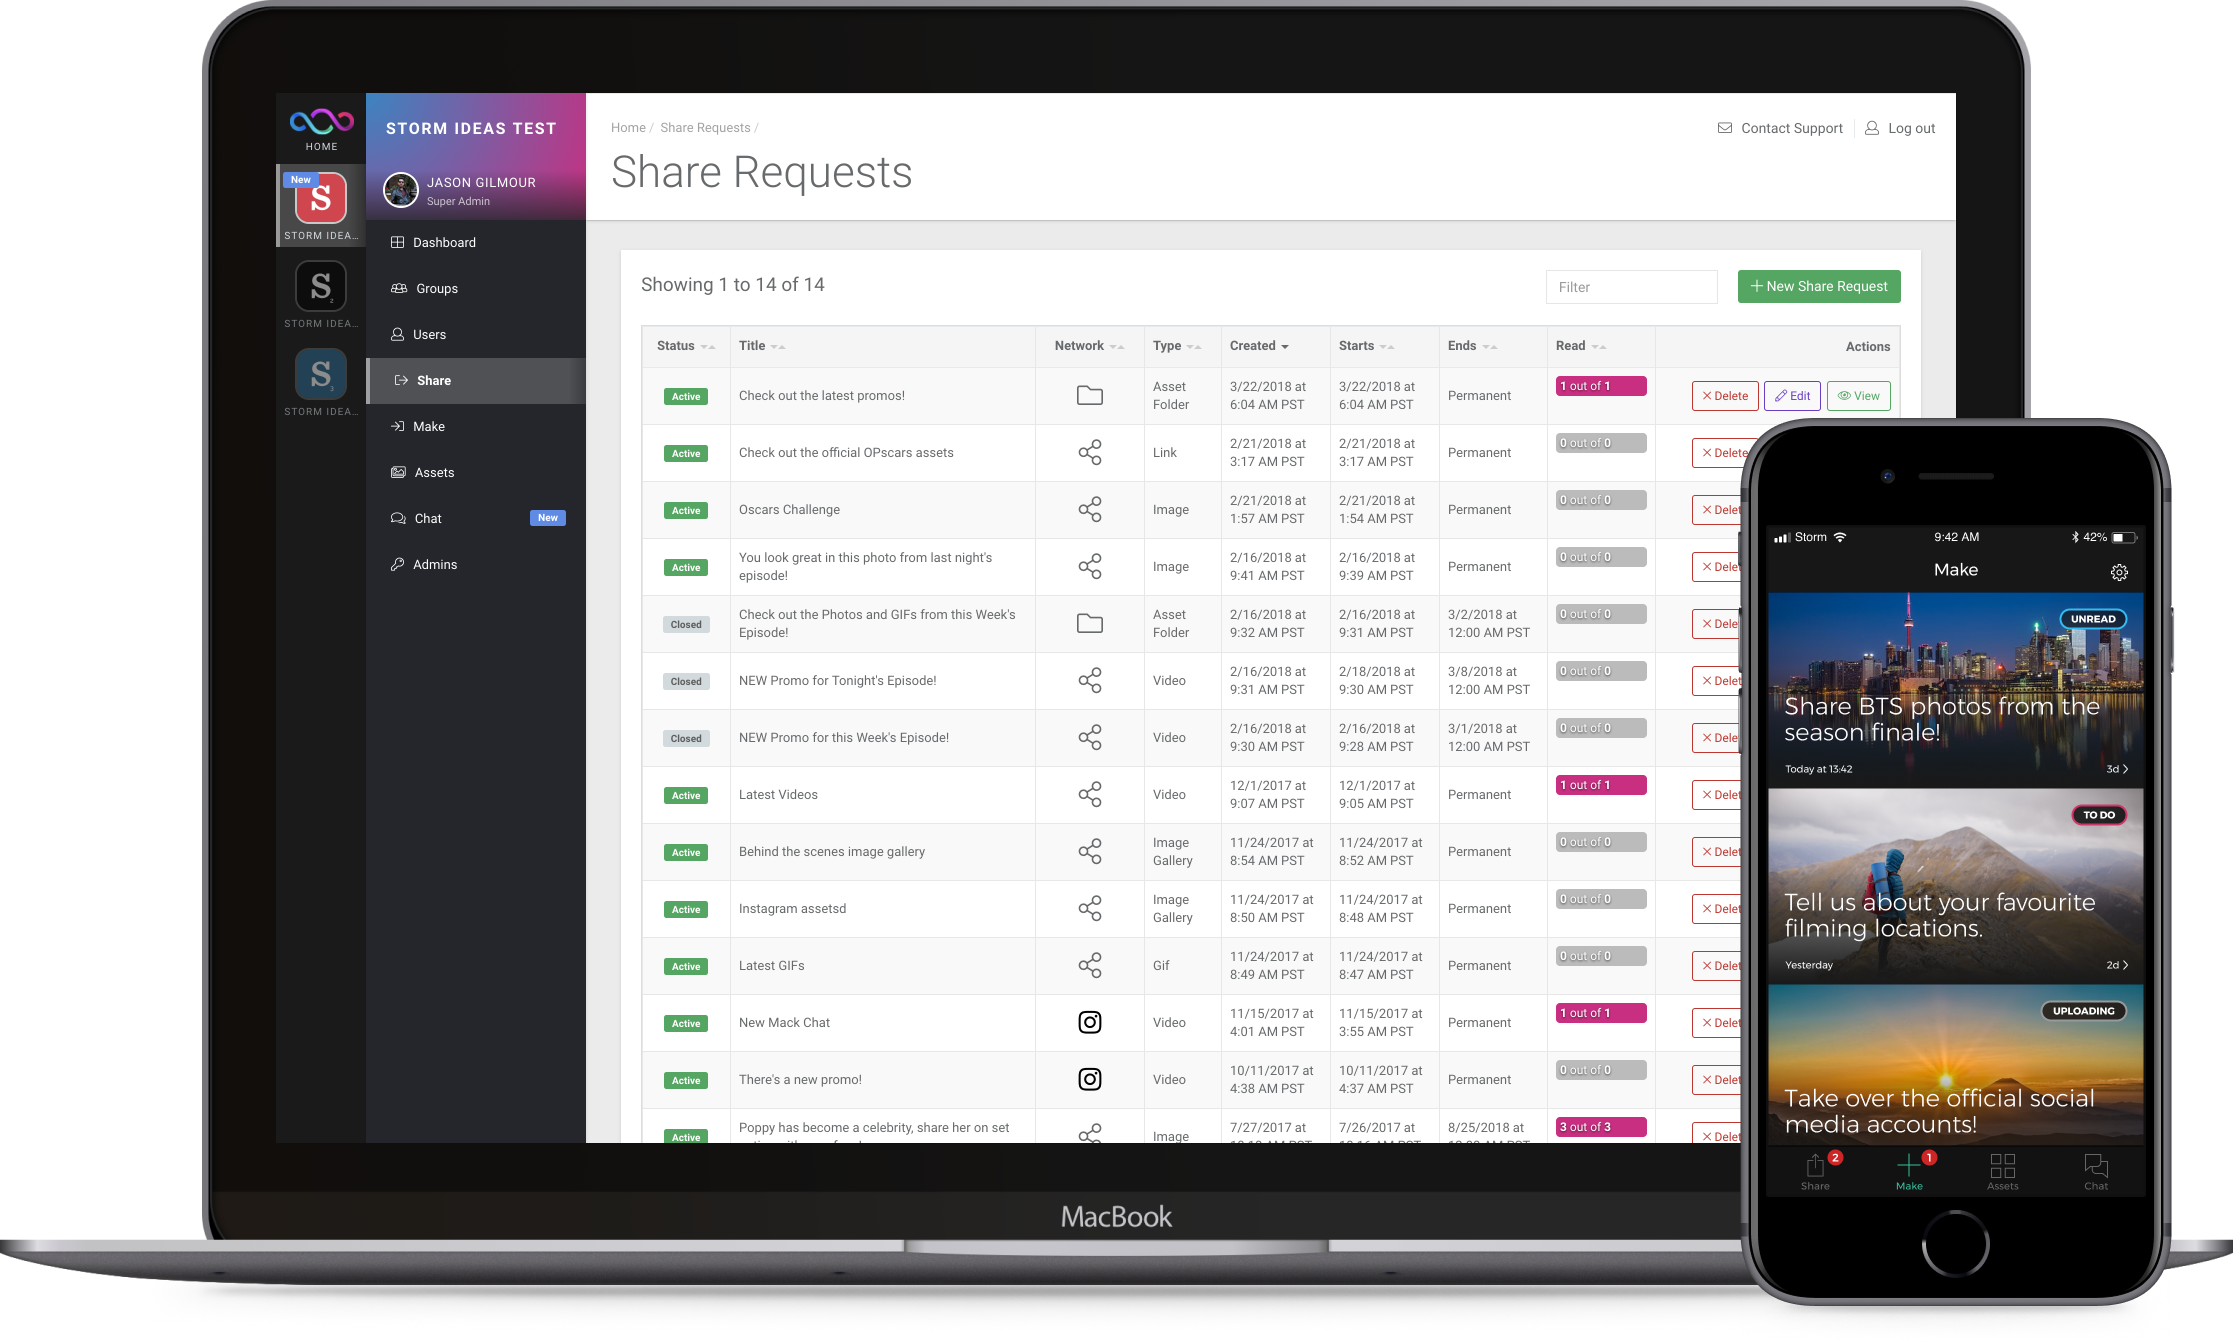 HOME
New
S
STORM IDEA...
S2
STORM IDEA...
S3
STORM IDEA...
STORM IDEAS TEST
JASON GILMOUR
Super Admin
Dashboard
Groups
Users
Share
Make
Assets
Chat New
Admins
Home / Share Requests /
Contact Support Log out
Share Requests
Showing 1 to 14 of 14
Filter
New Share Request
Status Title Network Type Created Starts Ends Read Actions
Active Check out the latest promos! Asset Folder 3/22/2018 at 6:04 AM PST 3/22/2018 at 6:04 AM PST Permanent 1 out of 1 Delete Edit View
Active Check out the official OPscars assets Link 2/21/2018 at 3:17 AM PST 2/21/2018 at 3:17 AM PST Permanent 0 out of 0 Delete
Active Oscars Challenge Image 2/21/2018 at 1:57 AM PST 2/21/2018 at 1:54 AM PST Permanent 0 out of 0 Delet
Active You look great in this photo from last night's episode! Image 2/16/2018 at 9:41 AM PST 2/16/2018 at 9:39 AM PST Permanent 0 out of 0 Delet
Closed Check out the Photos and GIFs from this Week's Episode! Asset Folder 2/16/2018 at 9:32 AM PST 2/16/2018 at 9:31 AM PST 3/2/2018 at 12:00 AM PST 0 out of 0 Dele
Closed NEW Promo for Tonight's Episode! Video 2/16/2018 at 9:31 AM PST 2/18/2018 at 9:30 AM PST 3/8/2018 at 12:00 AM PST 0 out of 0 Delet
Closed NEW Promo for this Week's Episode! Video 2/16/2018 at 9:30 AM PST 2/16/2018 at 9:28 AM PST 3/1/2018 at 12:00 AM PST 0 out of 0 Dele
Active Latest Videos Video 12/1/2017 at 9:07 AM PST 12/1/2017 at 9:05 AM PST Permanent 1 out of 1 Delet
Active Behind the scenes image gallery Image Gallery 11/24/2017 at 8:54 AM PST 11/24/2017 at 8:52 AM PST Permanent 0 out of 0 Delet
Active Instagram assetsd Image Gallery 11/24/2017 at 8:50 AM PST 11/24/2017 at 8:48 AM PST Permanent 0 out of 0 Delet
Active Latest GIFs Gif 11/24/2017 at 8:49 AM PST 11/24/2017 at 8:47 AM PST Permanent 0 out of 0 Delet
Active New Mack Chat Video 11/15/2017 at 4:01 AM PST 11/15/2017 at 3:55 AM PST Permanent 1 out of 1 Delet
Active There's a new promo! Video 10/11/2017 at 4:38 AM PST 10/11/2017 at 4:37 AM PST Permanent 0 out of 0 Delet
Active Poppy has become a celebrity, share her on set Image 7/27/2017 at 7/26/2017 at 8/25/2018 at 3 out of 3 Delet
MacBook
Storm 9:42 AM 42%
Make
UNREAD
Share BTS photos from the
season finale!
Today at 13:42 3d
TO DO
Tell us about your favourite
filming locations.
Yesterday 2d
UPLOADING
Take over the official social
media accounts!
2 1
Share Make Assets Chat